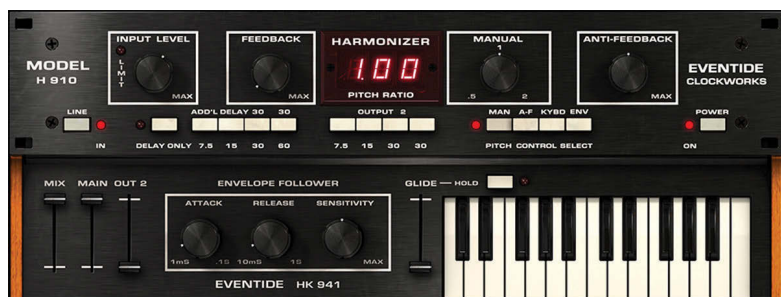 INPUT LEVEL
FEEDBACK
HARMONIZER
MANUAL
ANTI-FEEDBACK
MODEL
H 910
LIMIT
1.00
1
EVENTIDE
CLOCKWORKS
MAX
MAX
PITCH RATIO
.5 2
MAX
LINE
ADD'L DELAY 30 30
OUTPUT 2
MAN A-F KYBD ENV
POWER
IN
DELAY ONLY 7.5 15 30 60
7.5 15 30 30
PITCH CONTROL SELECT
ON
MIX MAIN OUT 2
ENVELOPE FOLLOWER
GLIDE — HOLD
ATTACK RELEASE SENSITIVITY
1mS .1S 10mS 1S MAX
EVENTIDE HK 941